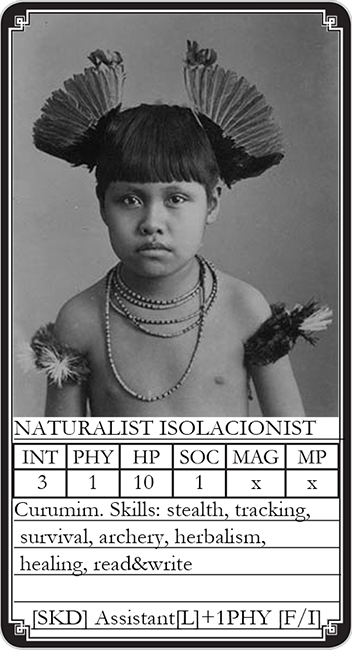 NATURALIST ISOLACIONIST
INT PHY HP SOC MAG MP
3 1 10 1 x x
Curumim. Skills: stealth, tracking,
survival, archery, herbalism,
healing, read&write
[SKD] Assistant[L]+1PHY [F/I]